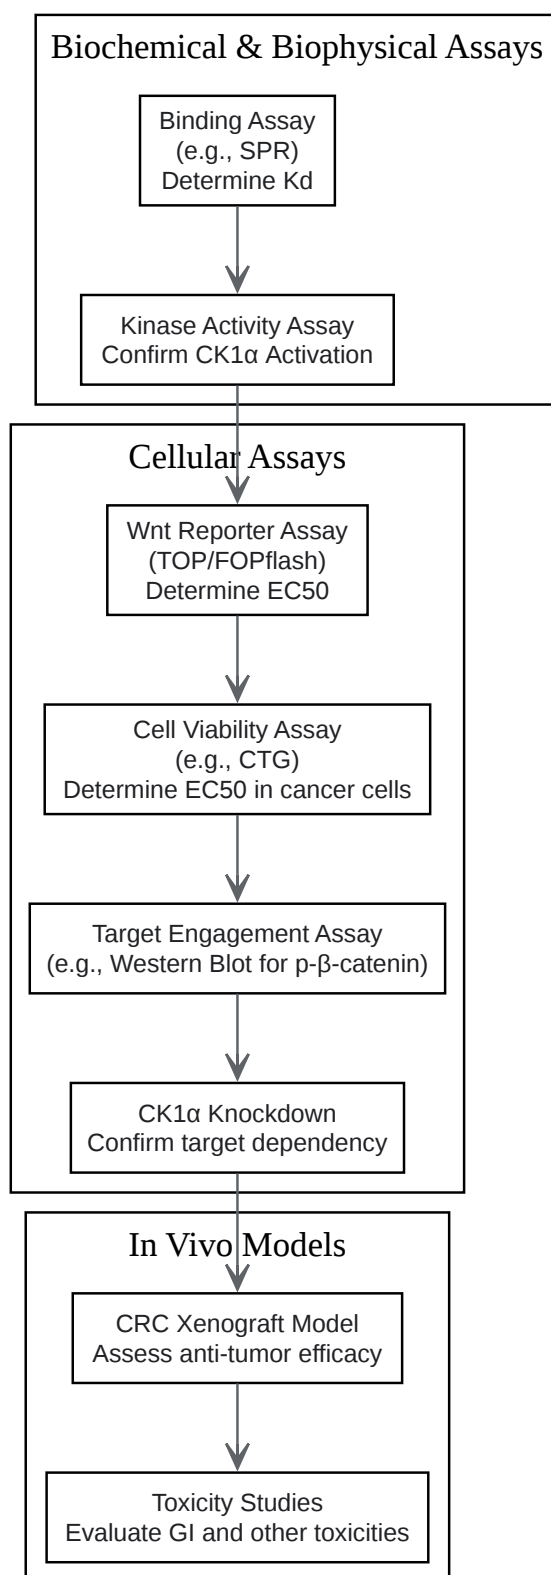 Biochemical & Biophysical Assays
Binding Assay
(e.g., SPR)
Determine Kd
Kinase Activity Assay
Confirm CK1α Activation
Cellular Assays
Wnt Reporter Assay
(TOP/FOPflash)
Determine EC50
Cell Viability Assay
(e.g., CTG)
Determine EC50 in cancer cells
Target Engagement Assay
(e.g., Western Blot for p-β-catenin)
CK1α Knockdown
Confirm target dependency
In Vivo Models
CRC Xenograft Model
Assess anti-tumor efficacy
Toxicity Studies
Evaluate GI and other toxicities